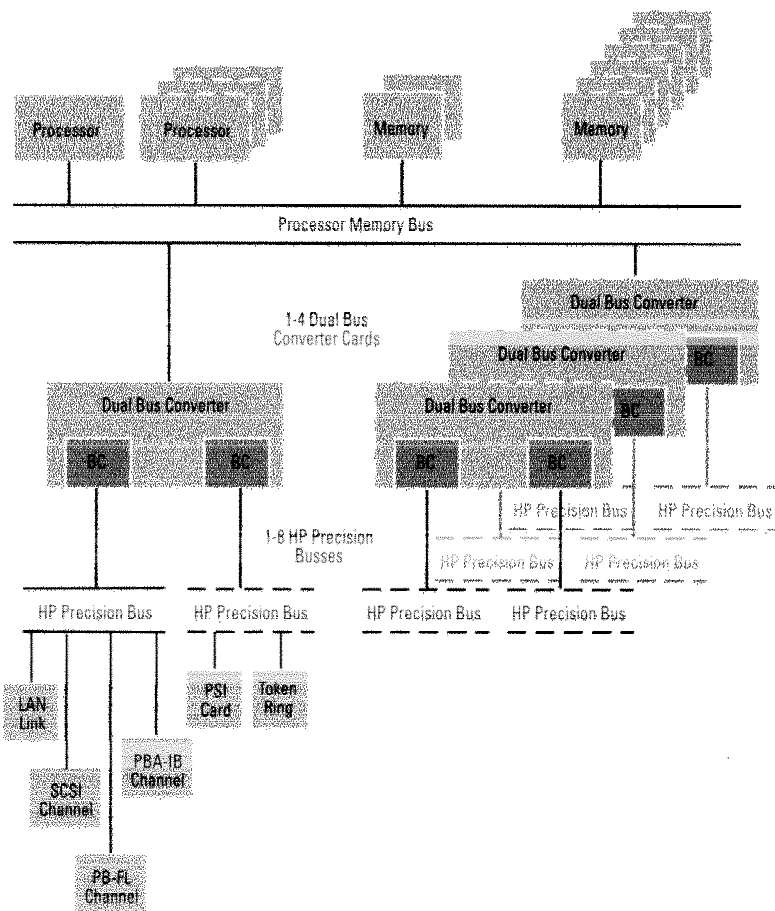 Processor
Processor
Memory
Memory
Processor Memory Bus
Dual Bus Converter
1-4 Dual Bus
Converter Cards
Dual Bus Converter
BC
Dual Bus Converter
Dual Bus Converter
BC
BC
BC
BC
BC
HP Precision Bus
HP Precision Bus
1-8 HP Precision
Busses
HP Precision Bus
HP Precision Bus
HP Precision Bus
HP Precision Bus
HP Precision Bus
HP Precision Bus
LAN
Link
PSI
Card
Token
Ring
PBA-IB
Channel
SCSI
Channel
PB-FL
Channel